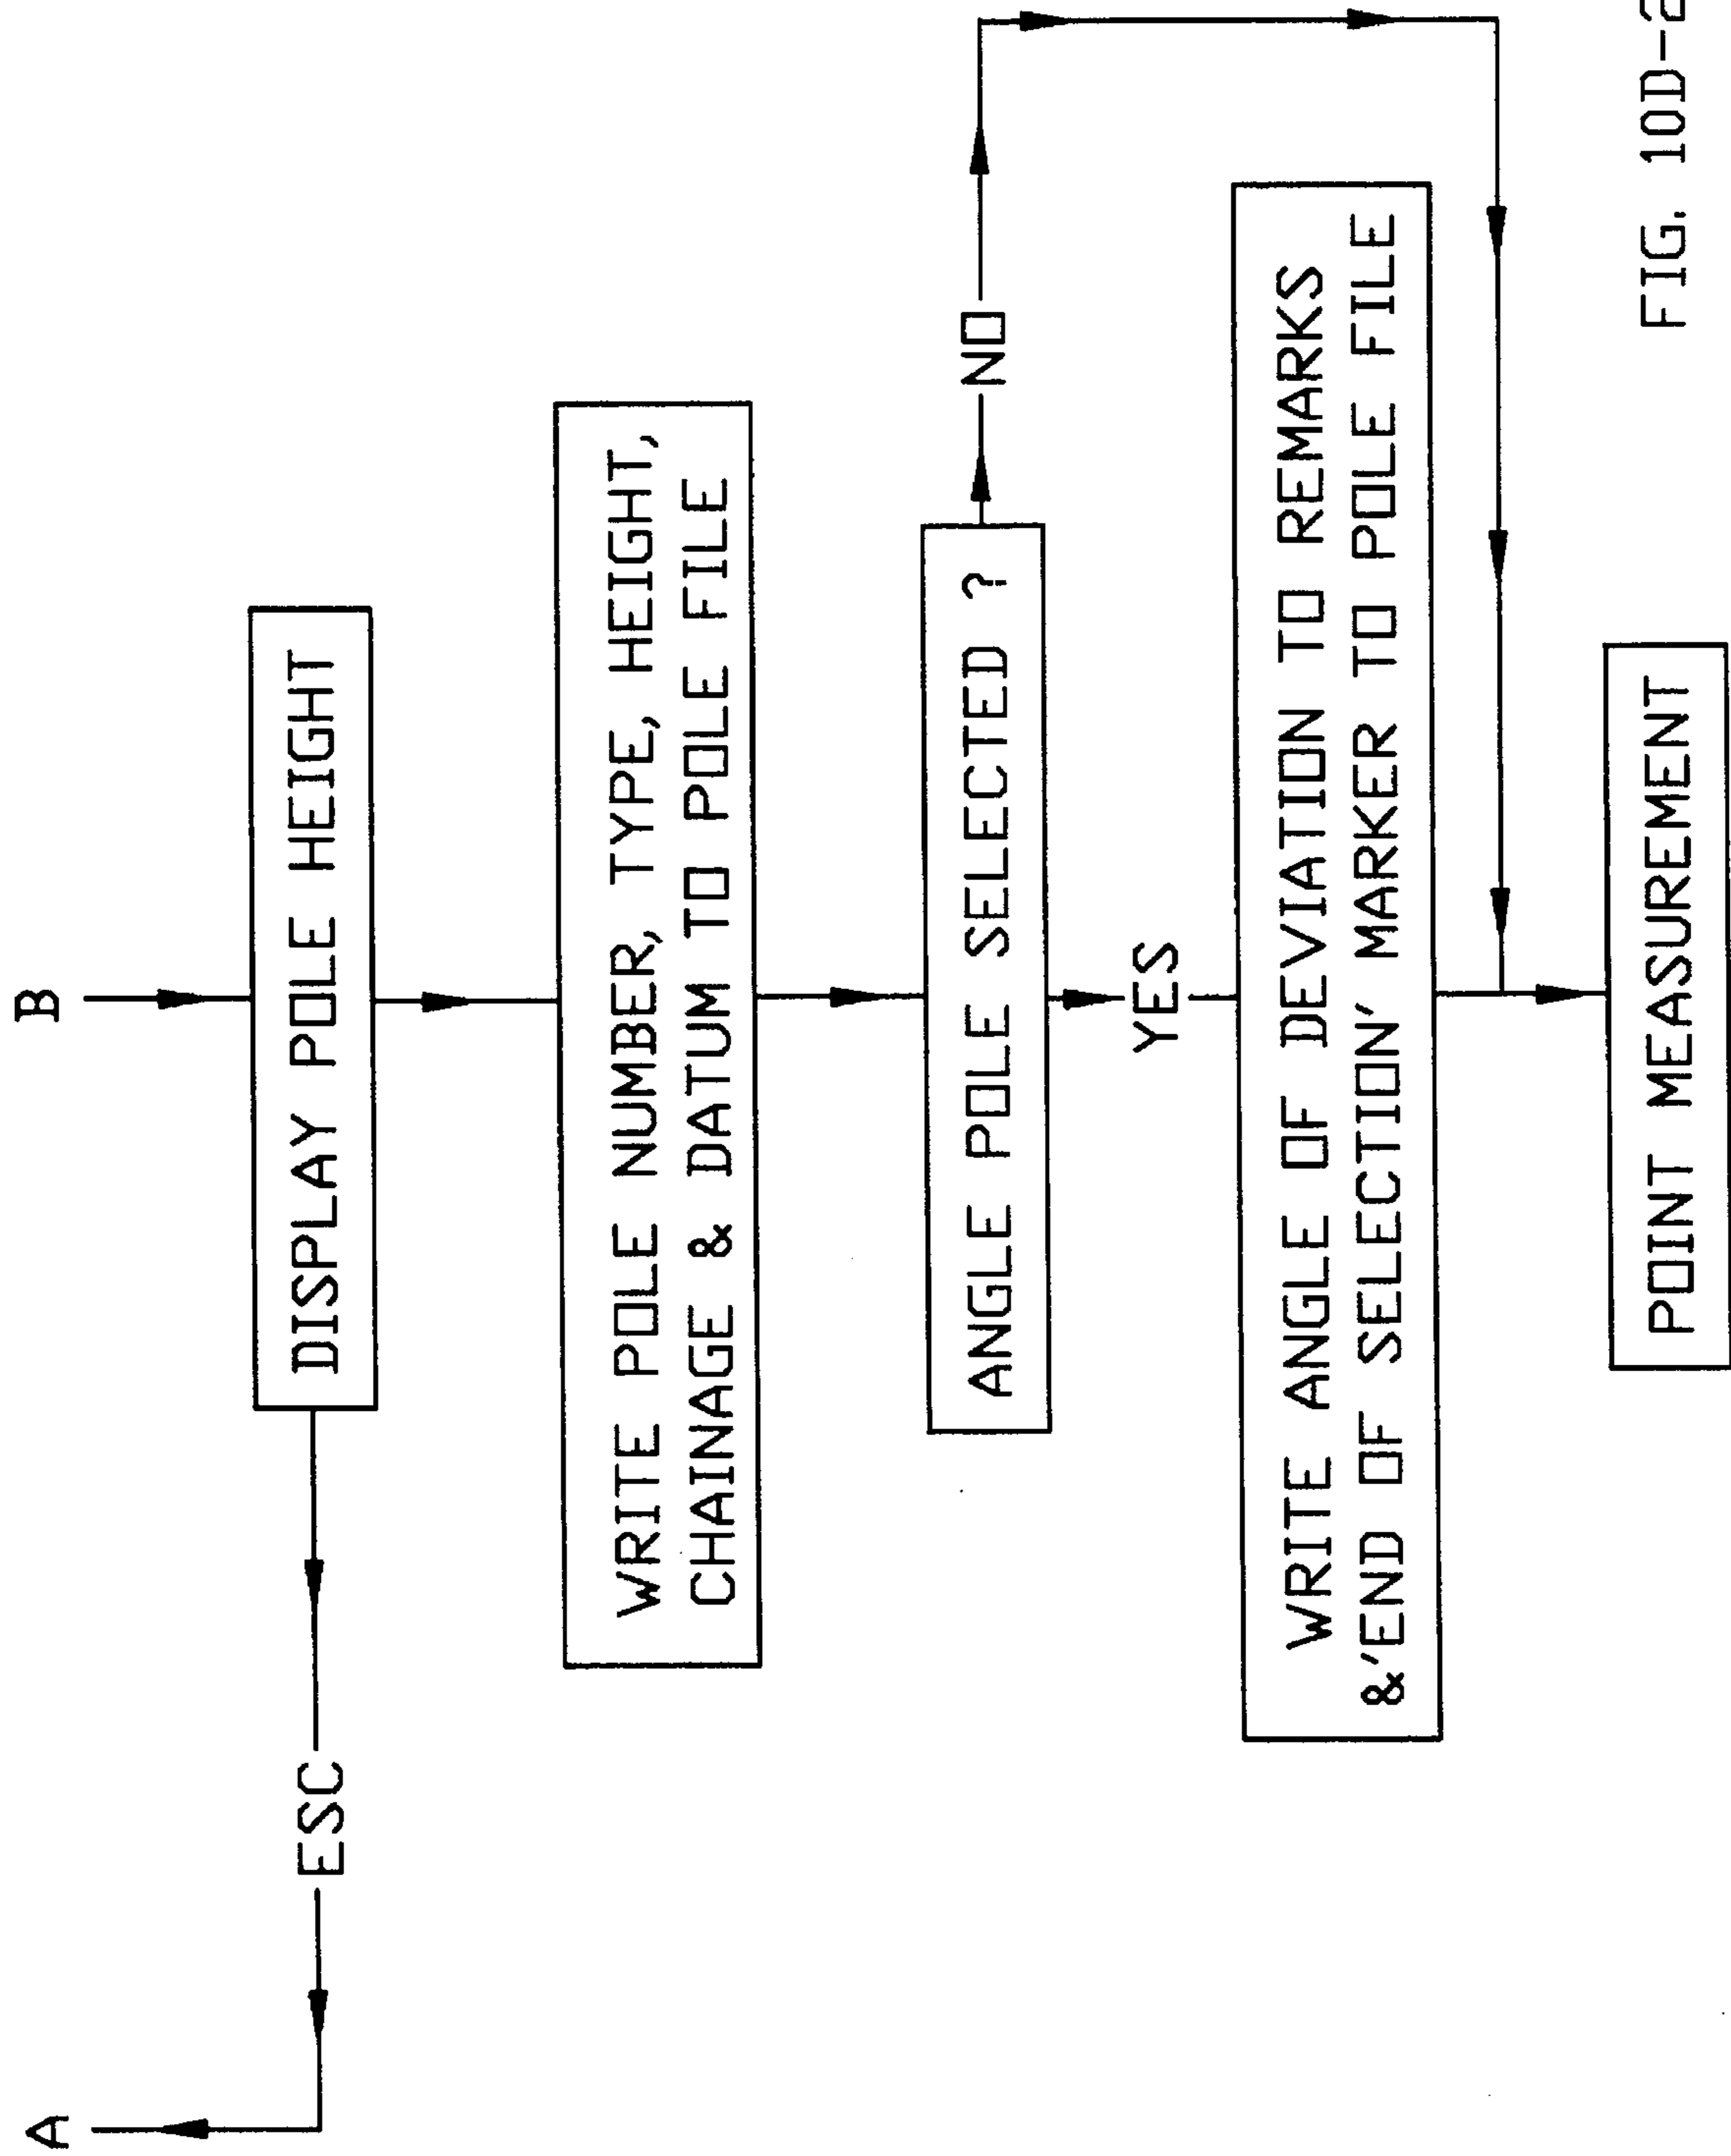 A
B
DISPLAY POLE HEIGHT
ESC
WRITE POLE NUMBER, TYPE, HEIGHT,
CHAINAGE & DATUM TO POLE FILE
ANGLE POLE SELECTED ?
NO
YES
WRITE ANGLE OF DEVIATION TO REMARKS
&'END OF SELECTION' MARKER TO POLE FILE
POINT MEASUREMENT
FIG. 10D-2